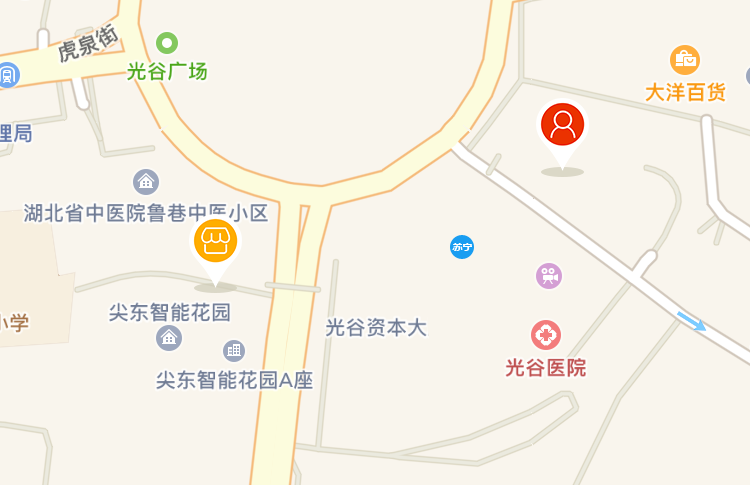 虎泉街
光谷广场
大洋百货
理局
湖北省中医院鲁巷中医小区
苏宁
尖东智能花园
小学
光谷资本大
光谷医院
尖东智能花园A座